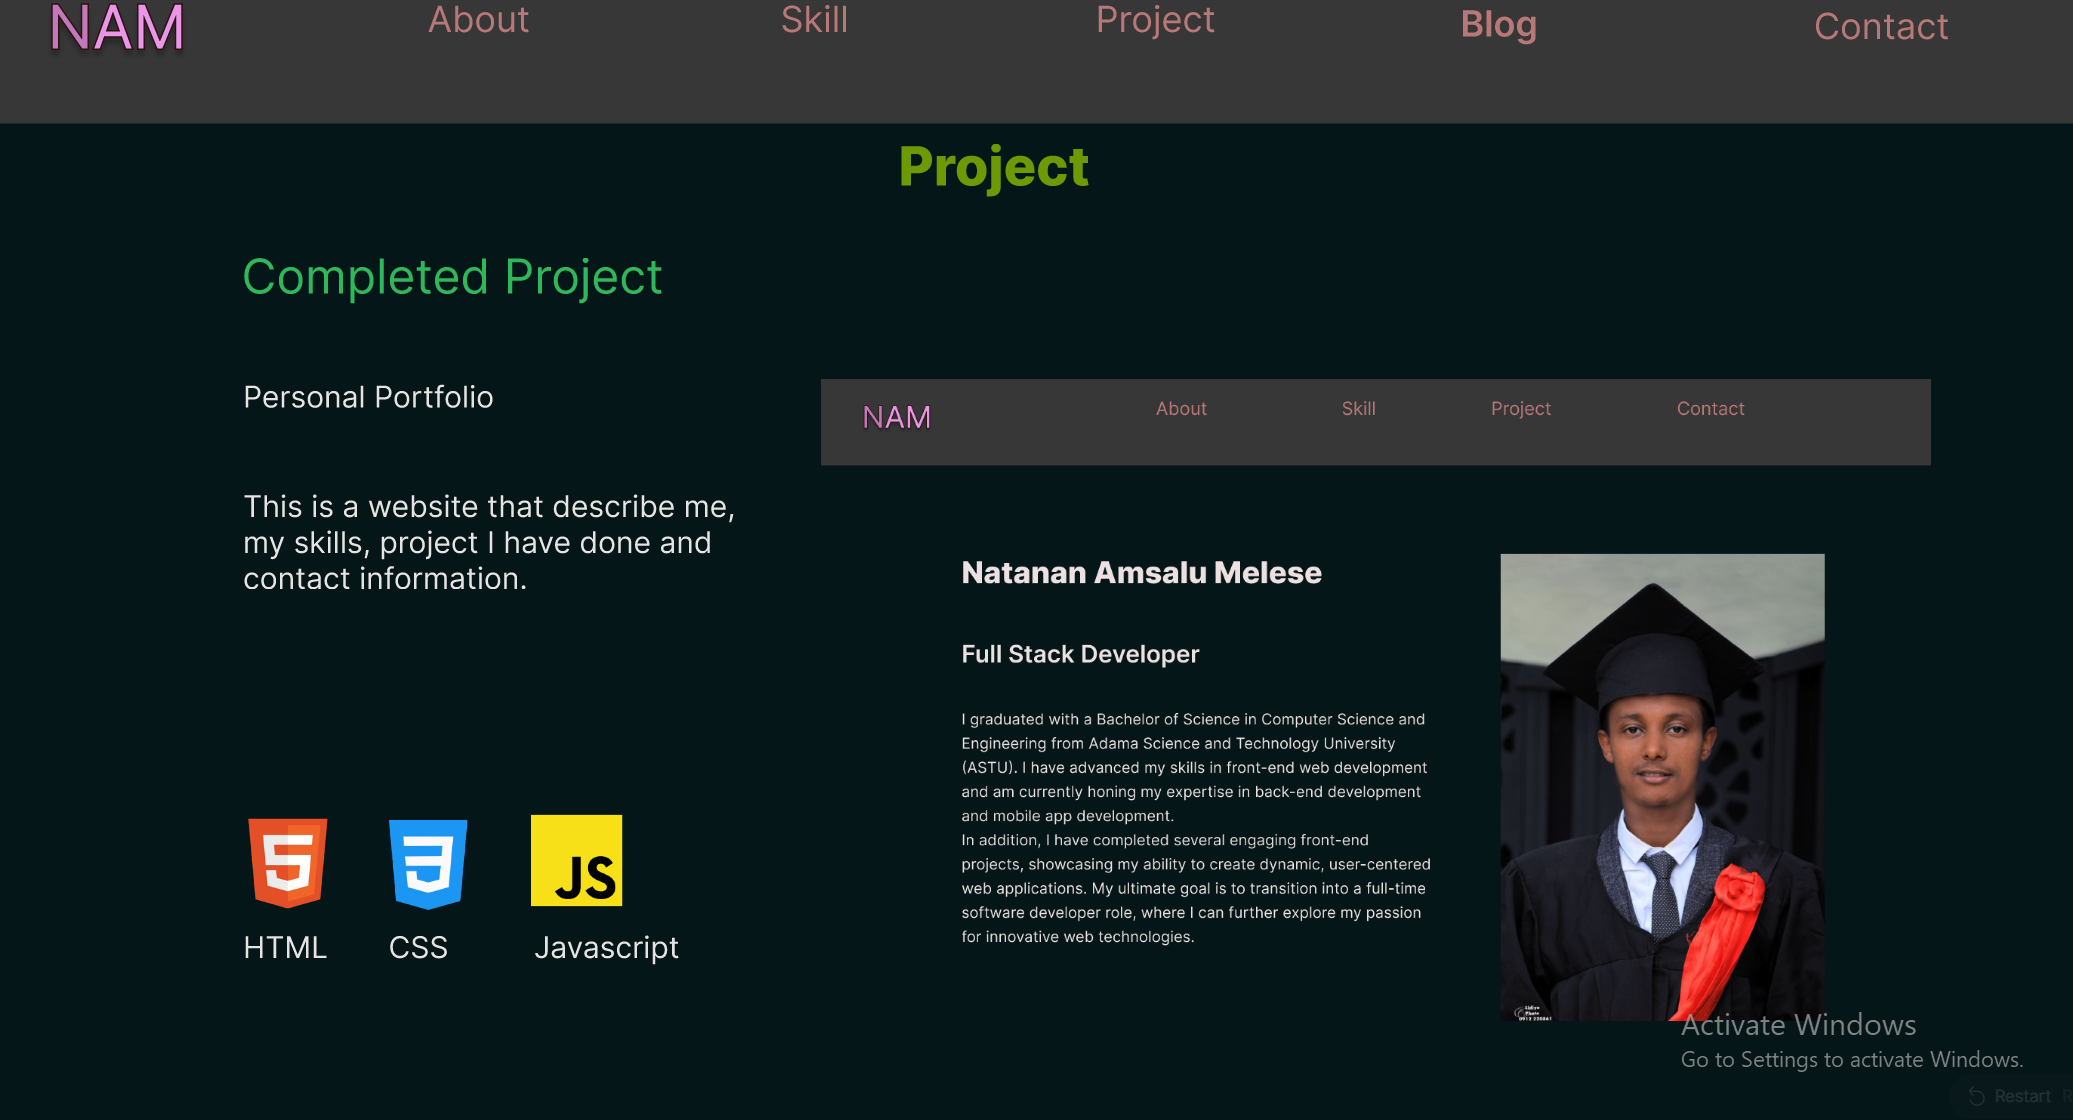 NAM About Skill Project Blog Contact
Project
Completed Project
Personal Portfolio
This is a website that describe me,
my skills, project I have done and
contact information.
HTML CSS JS Javascript
NAM About Skill Project Contact
Natanan Amsalu Melese
Full Stack Developer
I graduated with a Bachelor of Science in Computer Science and
Engineering from Adama Science and Technology University
(ASTU). I have advanced my skills in front-end web development
and am currently honing my expertise in back-end development
and mobile app development.
In addition, I have completed several engaging front-end
projects, showcasing my ability to create dynamic, user-centered
web applications. My ultimate goal is to transition into a full-time
software developer role, where I can further explore my passion
for innovative web technologies.
Activate Windows
Go to Settings to activate Windows.
Restart R